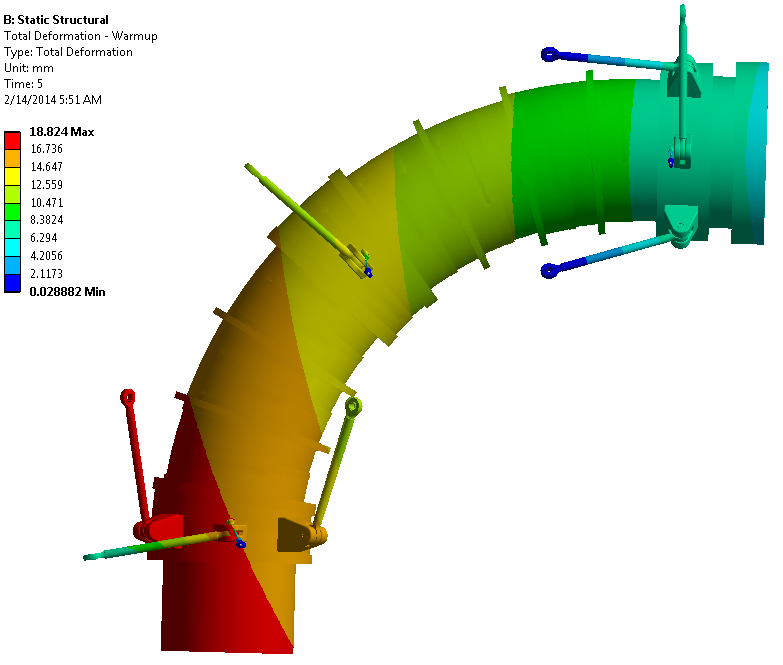 B: Static Structural
Total Deformation - Warmup
Type: Total Deformation
Unit: mm
Time: 5
2/14/2014 5:51 AM
18.824 Max
16.736
14.647
12.559
10.471
8.3824
6.294
4.2056
2.1173
0.028882 Min